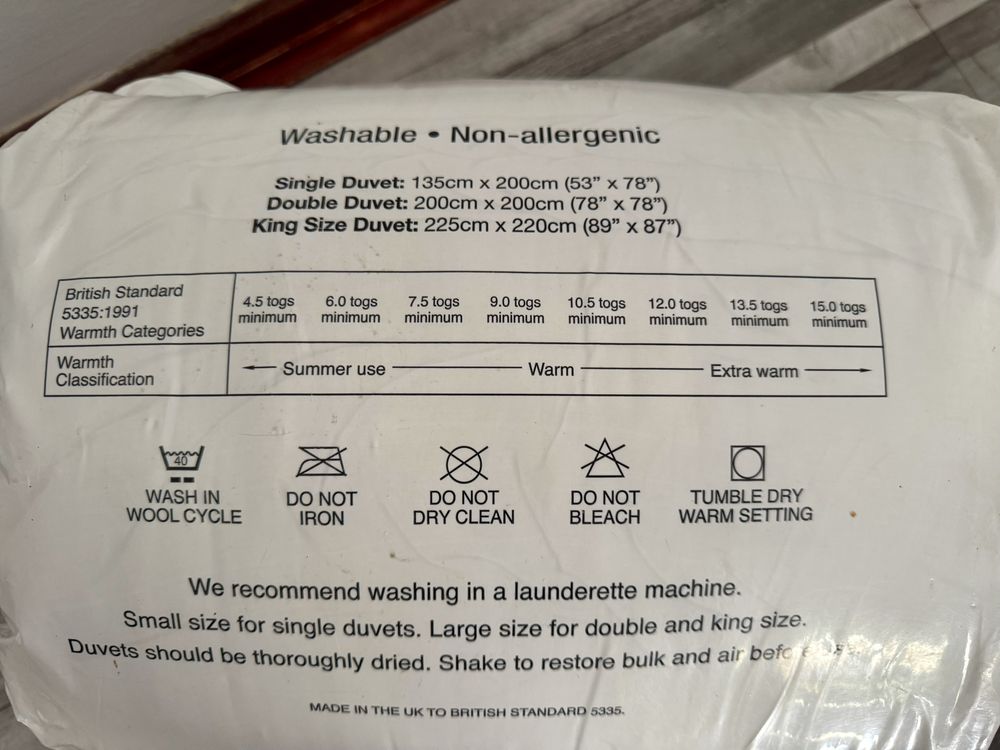 Washable • Non-allergenic
Single Duvet: 135cm x 200cm (53” x 78”)
Double Duvet: 200cm x 200cm (78” x 78”)
King Size Duvet: 225cm x 220cm (89” x 87”)
British Standard
5335:1991
Warmth Categories
4.5 togs minimum
6.0 togs minimum
7.5 togs minimum
9.0 togs minimum
10.5 togs minimum
12.0 togs minimum
13.5 togs minimum
15.0 togs minimum
Warmth
Classification
Summer use
Warm
Extra warm
40
WASH IN
WOOL CYCLE
DO NOT
IRON
DO NOT
DRY CLEAN
DO NOT
BLEACH
TUMBLE DRY
WARM SETTING
We recommend washing in a launderette machine.
Small size for single duvets. Large size for double and king size.
Duvets should be thoroughly dried. Shake to restore bulk and air
MADE IN THE UK TO BRITISH STANDARD 5335.